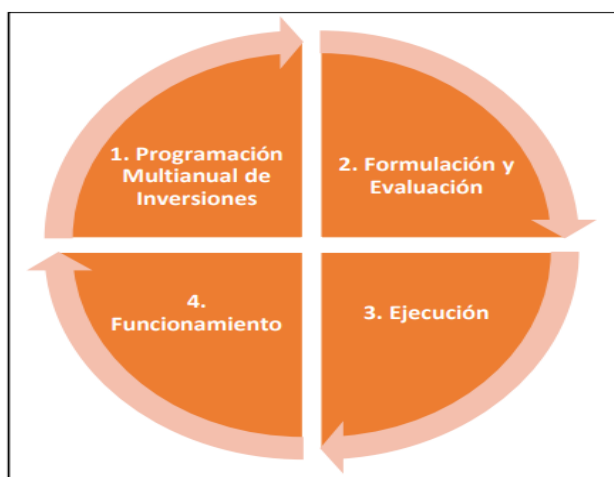 1. Programación
Multianual de
Inversiones
2. Formulación y
Evaluación
4.
Funcionamiento
3. Ejecución